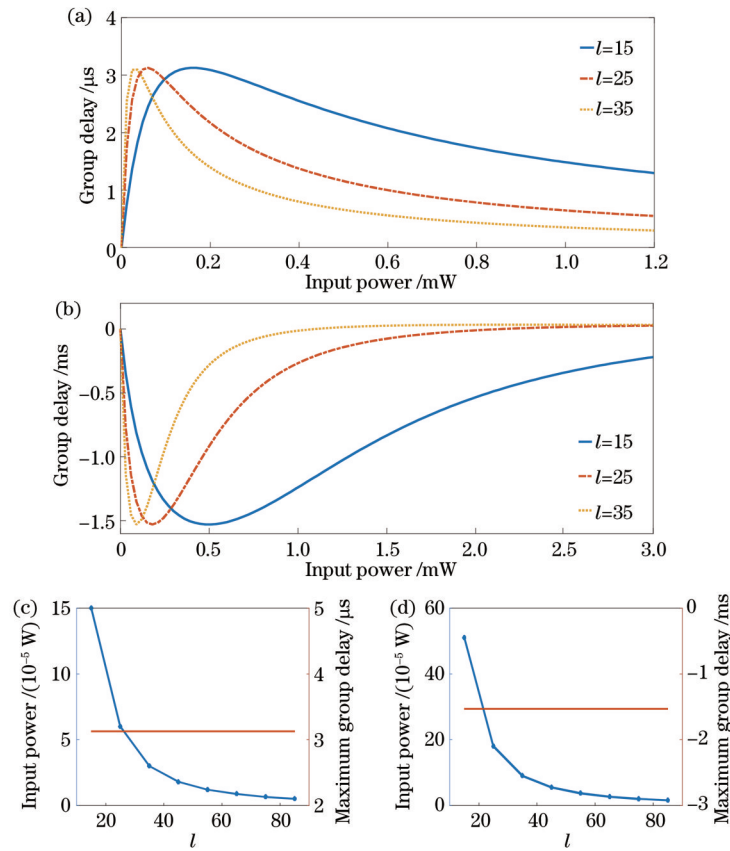 (a)
4
3
2
1
0
Group delay /μs
l=15
l=25
l=35
0 0.2 0.4 0.6 0.8 1.0 1.2
Input power /mW
(b)
0
−0.5
−1.0
−1.5
Group delay /ms
l=15
l=25
l=35
0 0.5 1.0 1.5 2.0 2.5 3.0
Input power /mW
(c)
15
10
5
0
Input power /(10⁻⁵ W)
5
4
3
2
Maximum group delay /μs
20 40 60 80
l
(d)
60
40
20
0
Input power /(10⁻⁵ W)
0
−1
−2
−3
Maximum group delay /ms
20 40 60 80
l